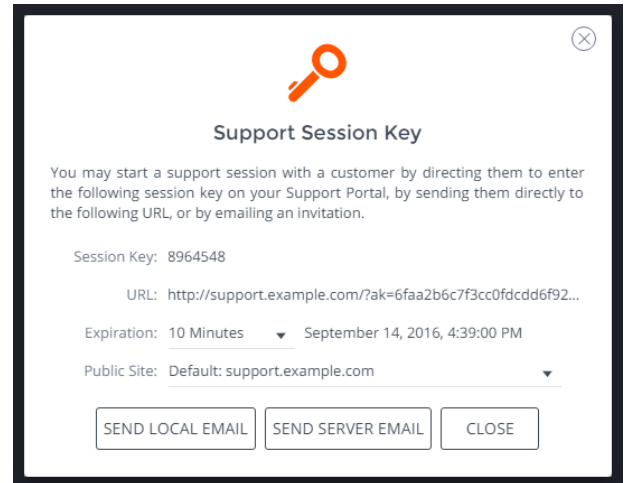 Support Session Key
You may start a support session with a customer by directing them to enter
the following session key on your Support Portal, by sending them directly to
the following URL, or by emailing an invitation.
Session Key: 8964548
URL: http://support.example.com/?ak=6faa2b6c7f3cc0fdcdd6f92...
Expiration: 10 Minutes September 14, 2016, 4:39:00 PM
Public Site: Default: support.example.com
SEND LOCAL EMAIL SEND SERVER EMAIL CLOSE